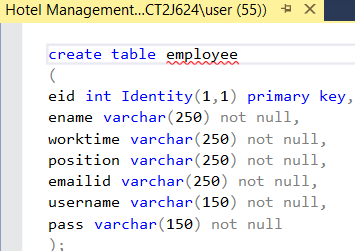 Hotel Management...CT2J624\user (55))
create table employee
(
eid int Identity(1,1) primary key,
ename varchar(250) not null,
worktime varchar(250) not null,
position varchar(250) not null,
emailid varchar(250) not null,
username varchar(150) not null,
pass varchar(150) not null
);